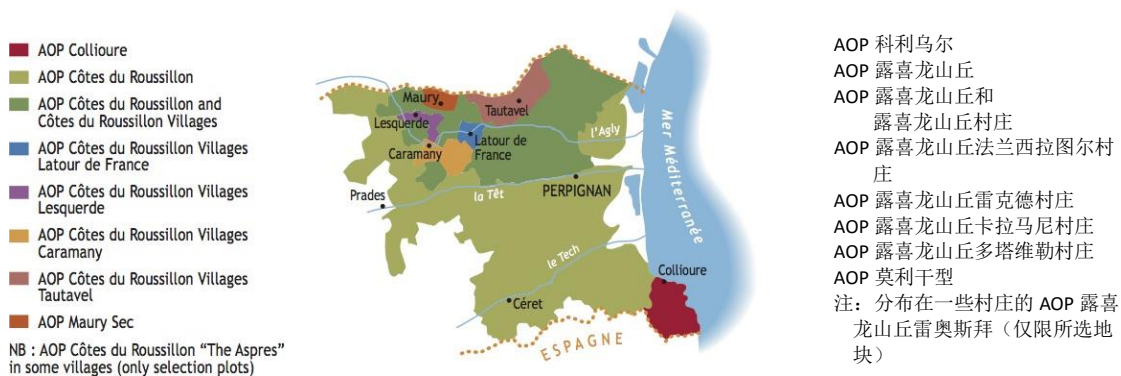 AOP Collioure
AOP Côtes du Roussillon
AOP Côtes du Roussillon and
Côtes du Roussillon Villages
AOP Côtes du Roussillon Villages
Latour de France
AOP Côtes du Roussillon Villages
Lesquerde
AOP Côtes du Roussillon Villages
Caramany
AOP Côtes du Roussillon Villages
Tautavel
AOP Maury Sec
NB : AOP Côtes du Roussillon “The Aspres”
in some villages (only selection plots)
Maury
Tautavel
Lesquerde
l'Agly
Latour de
France
Caramany
Mer Méditerranée
PERPIGNAN
Prades
la Têt
le Tech
Collioure
Céret
ESPAGNE
AOP 科利乌尔
AOP 露喜龙山丘
AOP 露喜龙山丘和
露喜龙山丘村庄
AOP 露喜龙山丘法兰西拉图尔村
庄
AOP 露喜龙山丘雷克德村庄
AOP 露喜龙山丘卡拉马尼村庄
AOP 露喜龙山丘多塔维勒村庄
AOP 莫利干型
注：分布在一些村庄的 AOP 露喜
龙山丘雷奥斯拜（仅限所选地
块）